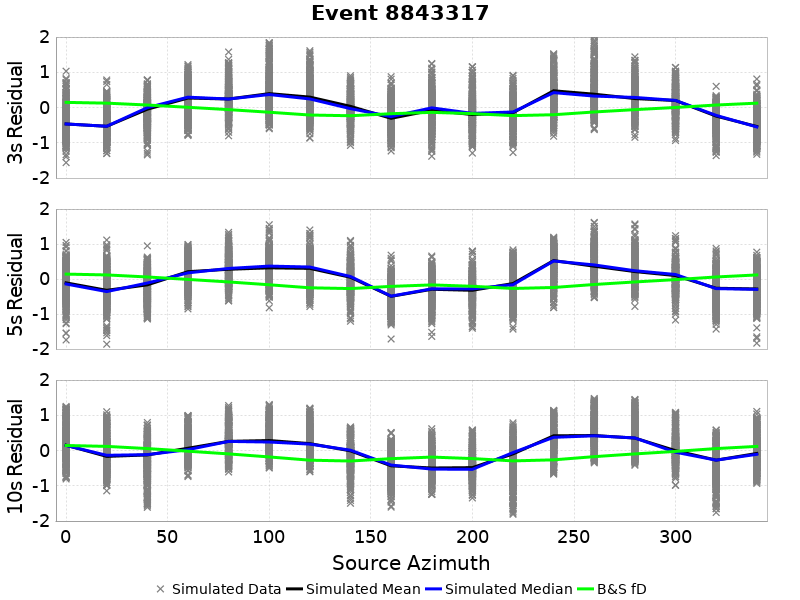 Event 8843317
3s Residual
2
1
0
-1
-2
5s Residual
2
1
0
-1
-2
10s Residual
2
1
0
-1
-2
0 50 100 150 200 250 300
Source Azimuth
Simulated Data Simulated Mean Simulated Median B&S fD